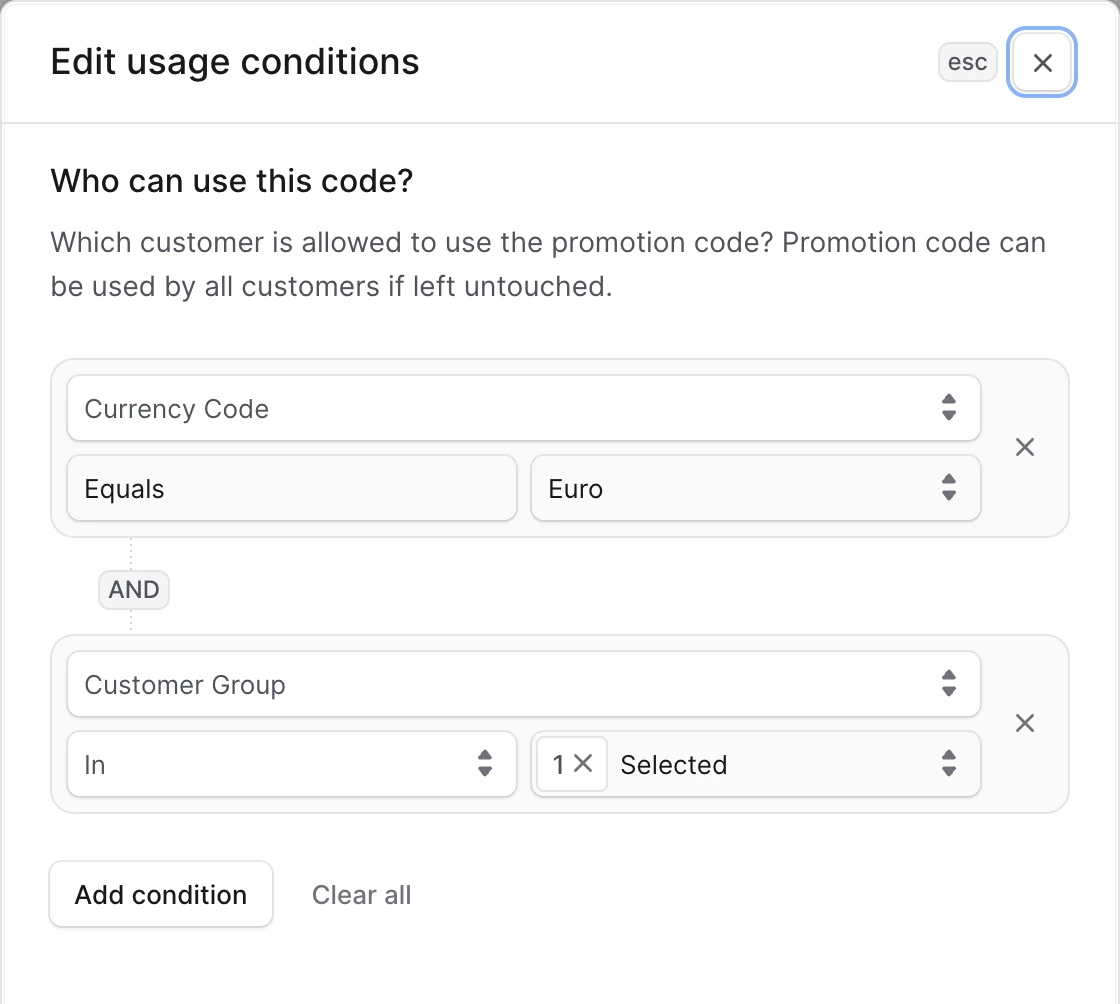 Edit usage conditions
esc
Who can use this code?
Which customer is allowed to use the promotion code? Promotion code can
be used by all customers if left untouched.
Currency Code
Equals
Euro
AND
Customer Group
In
1
Selected
Add condition
Clear all